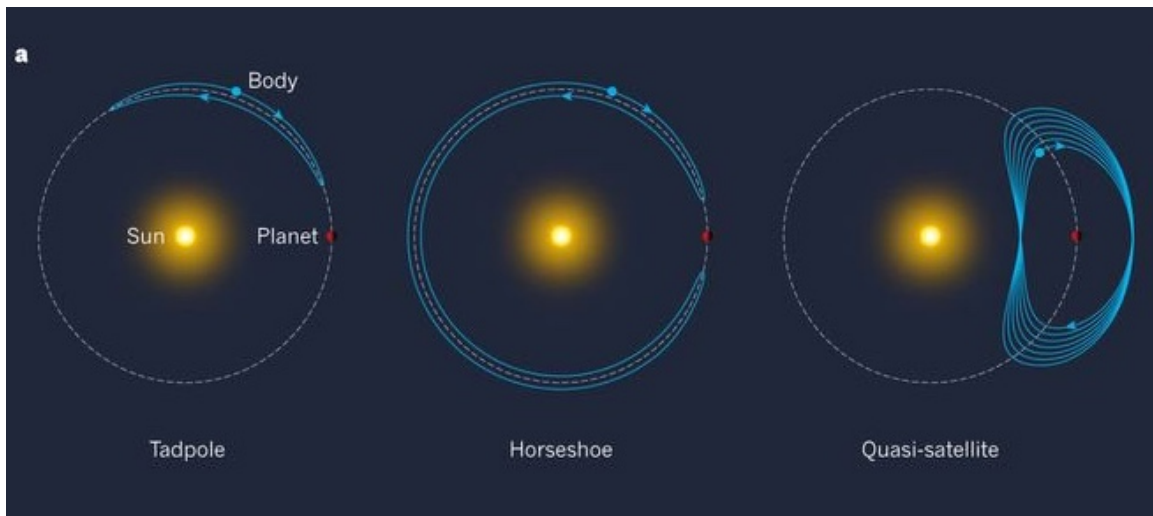 a
Body
Sun
Planet
Tadpole
Horseshoe
Quasi-satellite